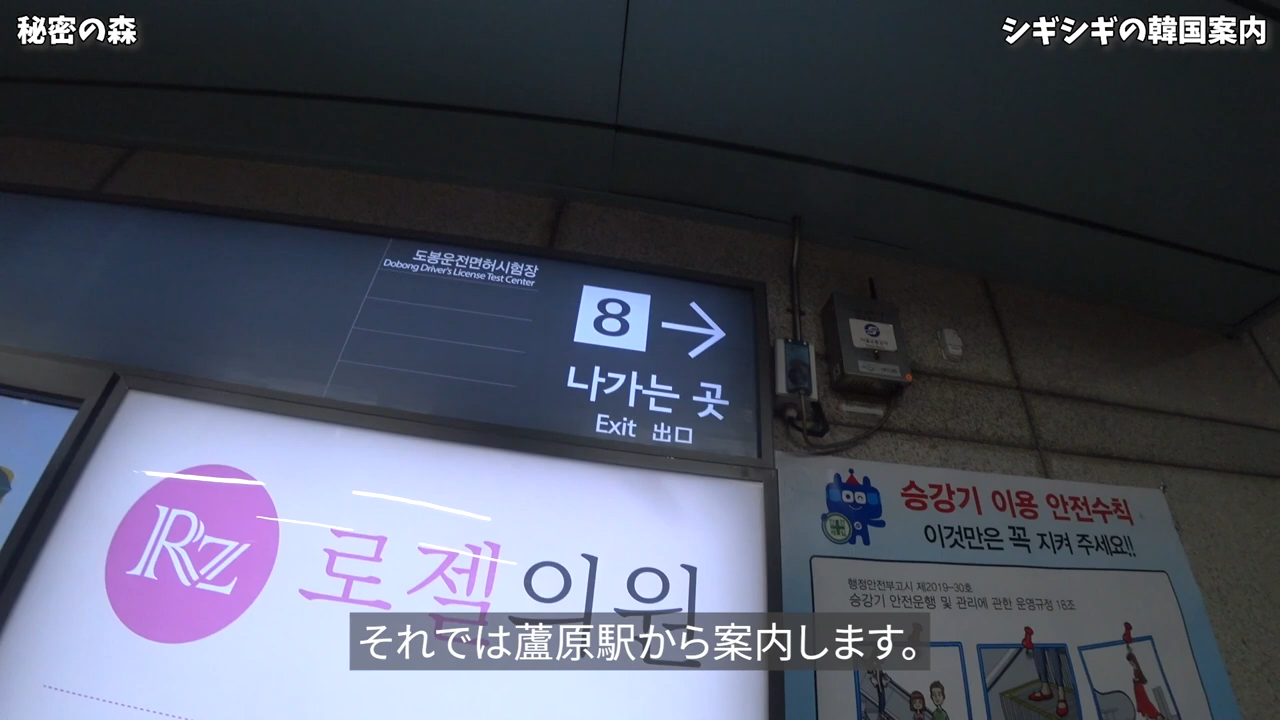 秘密の森
シギシギの韓国案内
도봉운전면허시험장
Dobong Driver's License Test Center
8
나가는 곳
Exit 出口
R'z 로젬의원
승강기 이용 안전수칙
이것만은 꼭 지켜 주세요!!
행정안전부고시 제2019-30호
승강기 안전운행 및 관리에 관한 운영규정 18조
それでは蘆原駅から案内します。